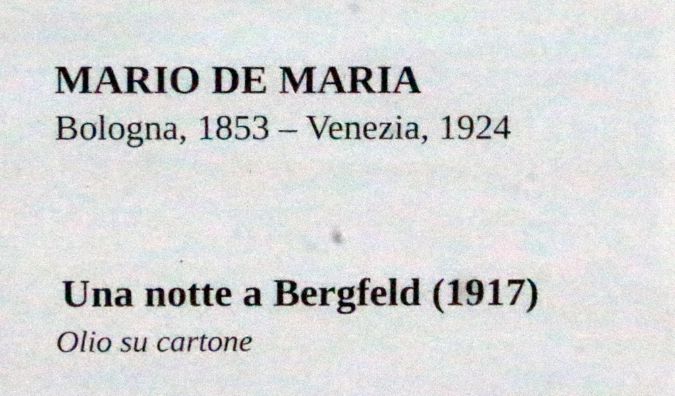 MARIO DE MARIA
Bologna, 1853 – Venezia, 1924
Una notte a Bergfeld (1917)
Olio su cartone